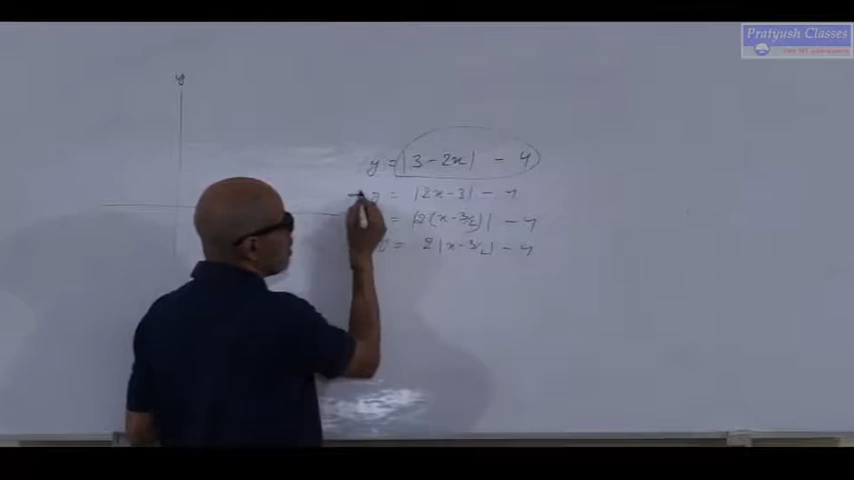 Pratyush Classes
y
y = |3 - 2x| - 4
y = |2x - 3| - 4
= |2(x - 3/2)| - 4
y = 2|x - 3/2| - 4